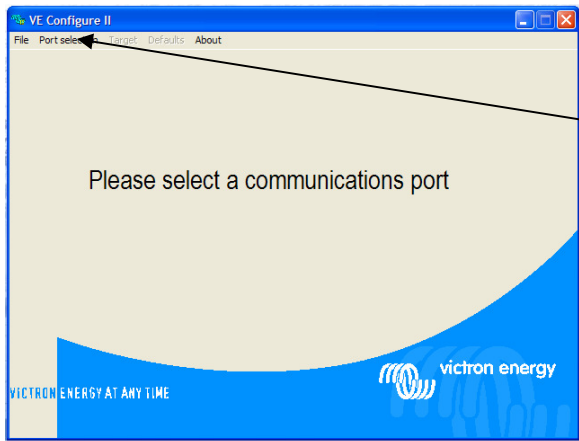 VE Configure II
File Port selection Target Defaults About
Please select a communications port
victron energy
VICTRON ENERGY AT ANY TIME